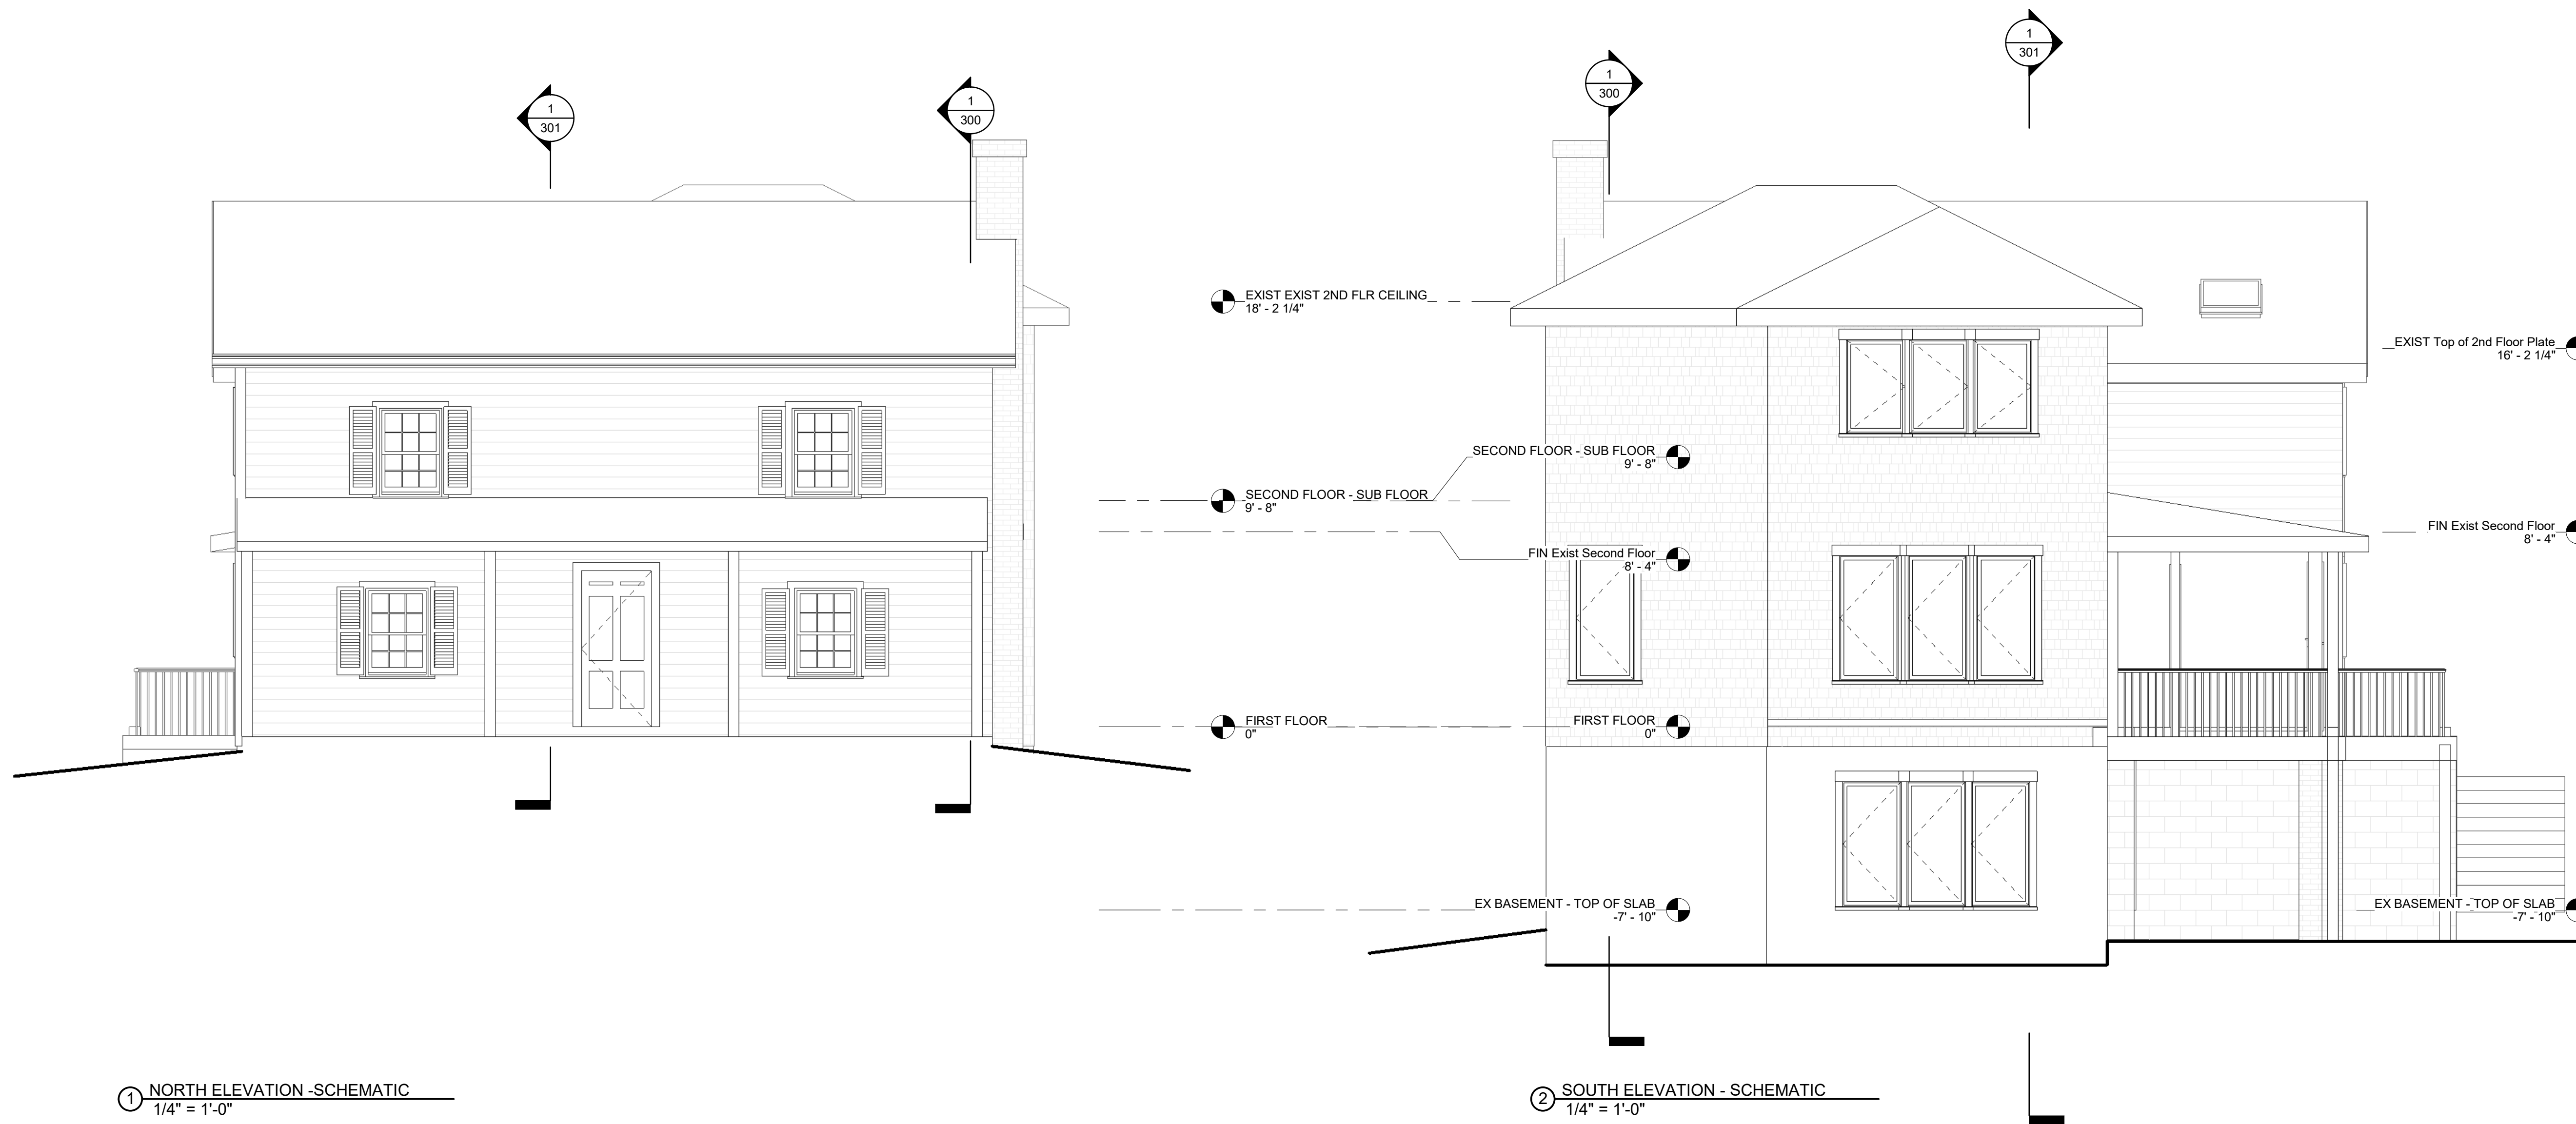 1
301
1
300
1
300
1
301
EXIST EXIST 2ND FLR CEILING
18' - 2 1/4"
EXIST Top of 2nd Floor Plate
16' - 2 1/4"
SECOND FLOOR - SUB FLOOR
9' - 8"
SECOND FLOOR - SUB FLOOR
9' - 8"
FIN Exist Second Floor
8' - 4"
FIN Exist Second Floor
8' - 4"
FIRST FLOOR
0"
FIRST FLOOR
0"
EX BASEMENT - TOP OF SLAB
-7' - 10"
EX BASEMENT - TOP OF SLAB
-7' - 10"
1 NORTH ELEVATION -SCHEMATIC
1/4" = 1'-0"
2 SOUTH ELEVATION - SCHEMATIC
1/4" = 1'-0"